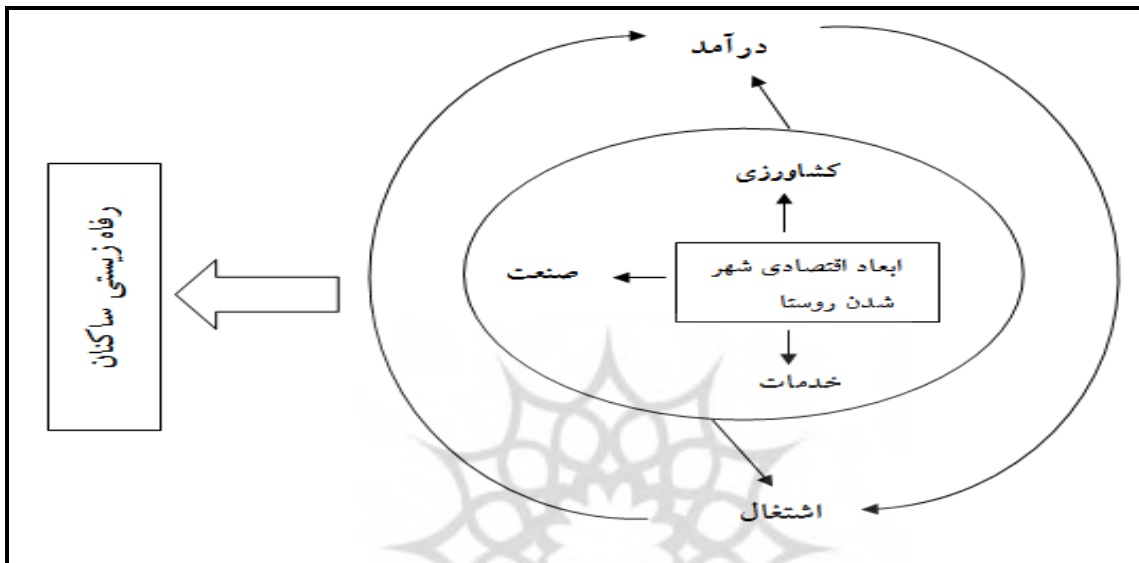 درآمد
کشاورزی
ابعاد اقتصادی شهر
شدن روستا
صنعت
خدمات
اشتغال
رفاه زیستی ساکنان